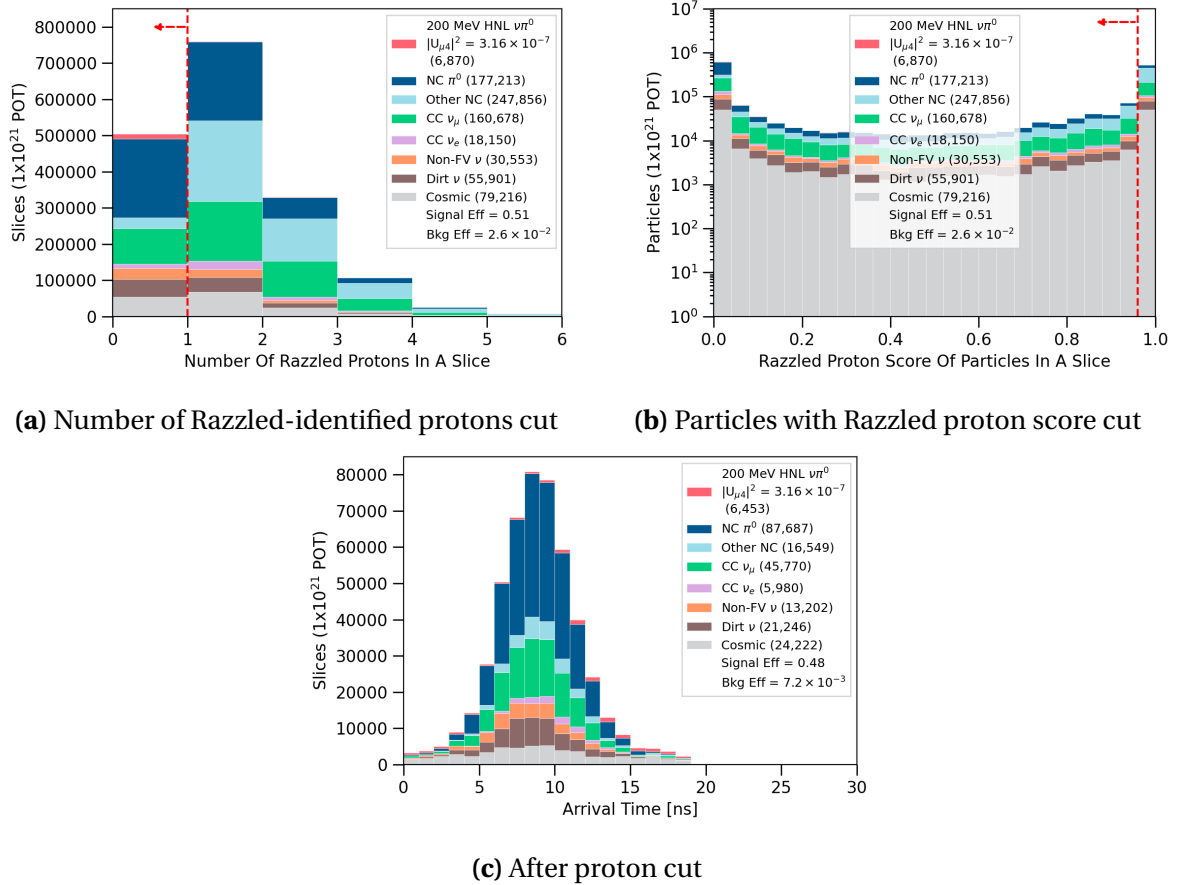 800000
700000
600000
500000
400000
300000
200000
100000
0
Slices (1x10²¹ POT)
200 MeV HNL νπ⁰
|U_μ4|² = 3.16 × 10⁻⁷
(6,870)
NC π⁰ (177,213)
Other NC (247,856)
CC ν_μ (160,678)
CC ν_e (18,150)
Non-FV ν (30,553)
Dirt ν (55,901)
Cosmic (79,216)
Signal Eff = 0.51
Bkg Eff = 2.6 × 10⁻²
0 1 2 3 4 5 6
Number Of Razzled Protons In A Slice
(a) Number of Razzled-identified protons cut
10⁷
10⁶
10⁵
10⁴
10³
10²
10¹
10⁰
Particles (1x10²¹ POT)
200 MeV HNL νπ⁰
|U_μ4|² = 3.16 × 10⁻⁷
(6,870)
NC π⁰ (177,213)
Other NC (247,856)
CC ν_μ (160,678)
CC ν_e (18,150)
Non-FV ν (30,553)
Dirt ν (55,901)
Cosmic (79,216)
Signal Eff = 0.51
Bkg Eff = 2.6 × 10⁻²
0.0 0.2 0.4 0.6 0.8 1.0
Razzled Proton Score Of Particles In A Slice
(b) Particles with Razzled proton score cut
80000
70000
60000
50000
40000
30000
20000
10000
0
Slices (1x10²¹ POT)
200 MeV HNL νπ⁰
|U_μ4|² = 3.16 × 10⁻⁷
(6,453)
NC π⁰ (87,687)
Other NC (16,549)
CC ν_μ (45,770)
CC ν_e (5,980)
Non-FV ν (13,202)
Dirt ν (21,246)
Cosmic (24,222)
Signal Eff = 0.48
Bkg Eff = 7.2 × 10⁻³
0 5 10 15 20 25 30
Arrival Time [ns]
(c) After proton cut